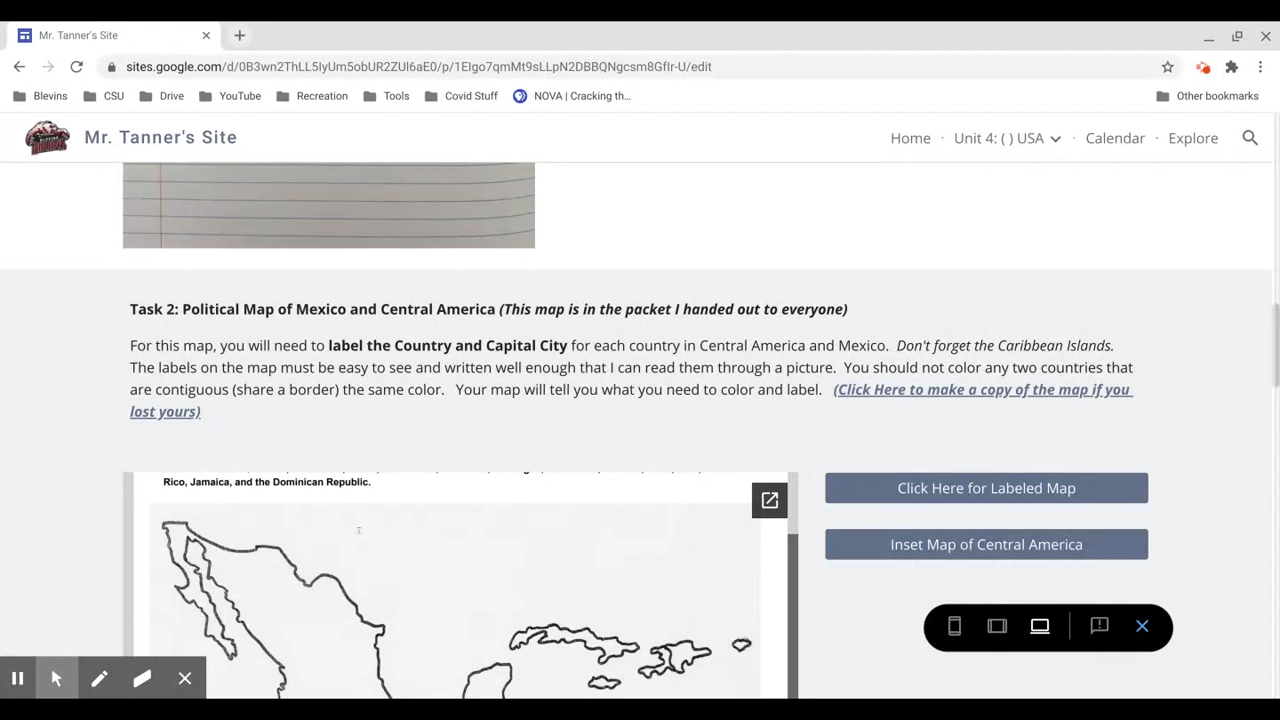 Mr. Tanner's Site
sites.google.com/d/0B3wn2ThLL5IyUm5obUR2ZUl6aE0/p/1EIgo7qmMt9sLLpN2DBBQNgcsm8GfIr-U/edit
Blevins CSU Drive YouTube Recreation Tools Covid Stuff NOVA | Cracking th... Other bookmarks
Mr. Tanner's Site Home · Unit 4: ( ) USA · Calendar · Explore
Task 2: Political Map of Mexico and Central America (This map is in the packet I handed out to everyone)
For this map, you will need to label the Country and Capital City for each country in Central America and Mexico. Don't forget the Caribbean Islands.
The labels on the map must be easy to see and written well enough that I can read them through a picture. You should not color any two countries that
are contiguous (share a border) the same color. Your map will tell you what you need to color and label. (Click Here to make a copy of the map if you
lost yours)
Rico, Jamaica, and the Dominican Republic.
Click Here for Labeled Map
Inset Map of Central America